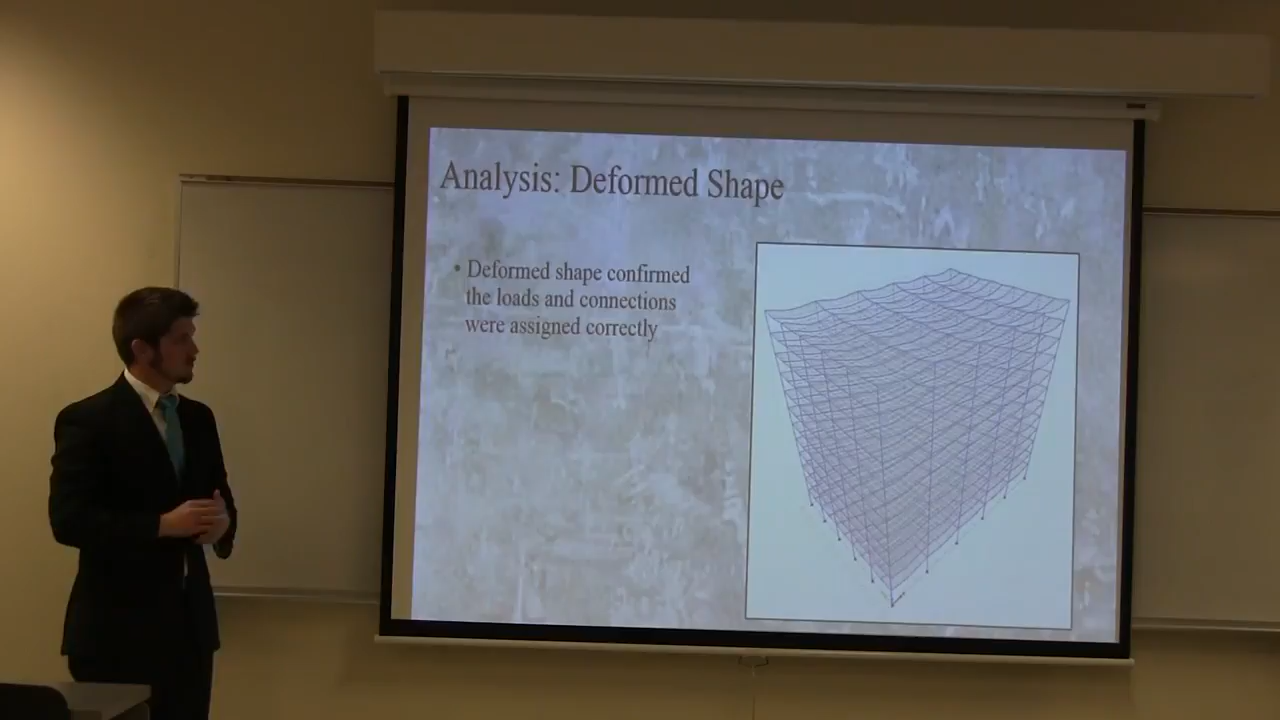 Analysis: Deformed Shape
• Deformed shape confirmed
the loads and connections
were assigned correctly